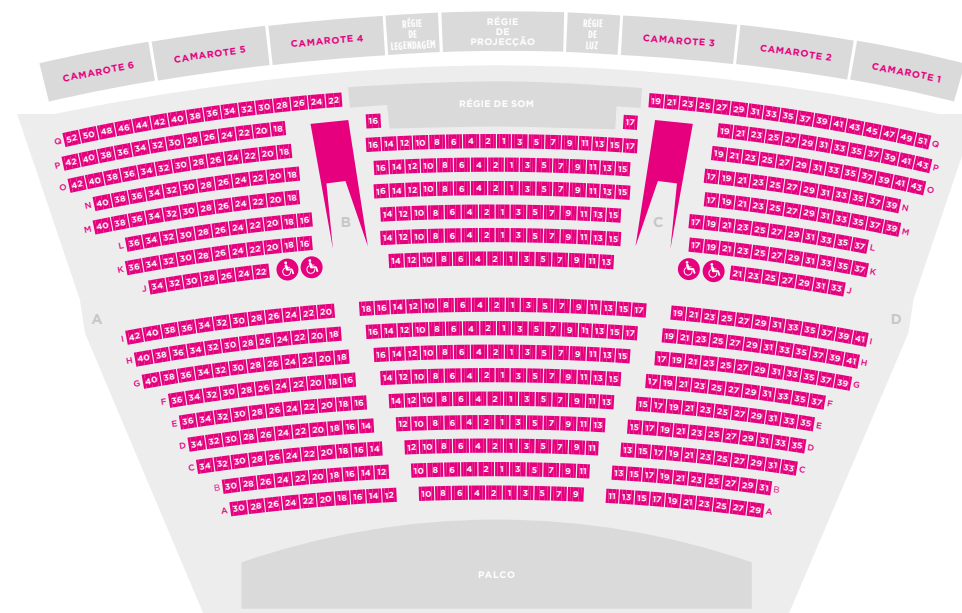 CAMAROTE 6
CAMAROTE 5
CAMAROTE 4
RÉGIE
DE
LEGENDAGEM
RÉGIE
DE
PROJECÇÃO
RÉGIE
DE
LUZ
CAMAROTE 3
CAMAROTE 2
CAMAROTE 1
RÉGIE DE SOM
Q 52 50 48 46 44 42 40 38 36 34 32 30 28 26 24 22
16
17
19 21 23 25 27 29 31 33 35 37 39 41 43 45 47 49 51 Q
P 42 40 38 36 34 32 30 28 26 24 22 20 18
16 14 12 10 8 6 4 2 1 3 5 7 9 11 13 15 17
19 21 23 25 27 29 31 33 35 37 39 41 43 P
O 42 40 38 36 34 32 30 28 26 24 22 20 18
16 14 12 10 8 6 4 2 1 3 5 7 9 11 13 15
19 21 23 25 27 29 31 33 35 37 39 41 43 O
N 40 38 36 34 32 30 28 26 24 22 20 18
16 14 12 10 8 6 4 2 1 3 5 7 9 11 13 15
17 19 21 23 25 27 29 31 33 35 37 39 N
M 40 38 36 34 32 30 28 26 24 22 20 18
14 12 10 8 6 4 2 1 3 5 7 9 11 13 15
17 19 21 23 25 27 29 31 33 35 37 39 M
B
C
L 36 34 32 30 28 26 24 22 20 18 16
14 12 10 8 6 4 2 1 3 5 7 9 11 13 15
17 19 21 23 25 27 29 31 33 35 37 L
K 36 34 32 30 28 26 24 22 20 18 16
14 12 10 8 6 4 2 1 3 5 7 9 11 13
17 19 21 23 25 27 29 31 33 35 37 K
J 34 32 30 28 26 24 22
21 23 25 27 29 31 33 J
A
D
I 42 40 38 36 34 32 30 28 26 24 22 20
18 16 14 12 10 8 6 4 2 1 3 5 7 9 11 13 15 17
19 21 23 25 27 29 31 33 35 37 39 41 I
H 40 38 36 34 32 30 28 26 24 22 20 18
16 14 12 10 8 6 4 2 1 3 5 7 9 11 13 15 17
19 21 23 25 27 29 31 33 35 37 39 41 H
G 40 38 36 34 32 30 28 26 24 22 20 18
16 14 12 10 8 6 4 2 1 3 5 7 9 11 13 15
17 19 21 23 25 27 29 31 33 35 37 39 G
F 36 34 32 30 28 26 24 22 20 18 16
14 12 10 8 6 4 2 1 3 5 7 9 11 13 15
17 19 21 23 25 27 29 31 33 35 37 F
E 36 34 32 30 28 26 24 22 20 18 16
14 12 10 8 6 4 2 1 3 5 7 9 11 13
15 17 19 21 23 25 27 29 31 33 35 E
D 34 32 30 28 26 24 22 20 18 16 14
12 10 8 6 4 2 1 3 5 7 9 11 13
15 17 19 21 23 25 27 29 31 33 35 D
C 34 32 30 28 26 24 22 20 18 16 14
12 10 8 6 4 2 1 3 5 7 9 11
13 15 17 19 21 23 25 27 29 31 33 C
B 30 28 26 24 22 20 18 16 14 12
10 8 6 4 2 1 3 5 7 9 11
13 15 17 19 21 23 25 27 29 31 B
A 30 28 26 24 22 20 18 16 14 12
10 8 6 4 2 1 3 5 7 9
11 13 15 17 19 21 23 25 27 29 A
PALCO